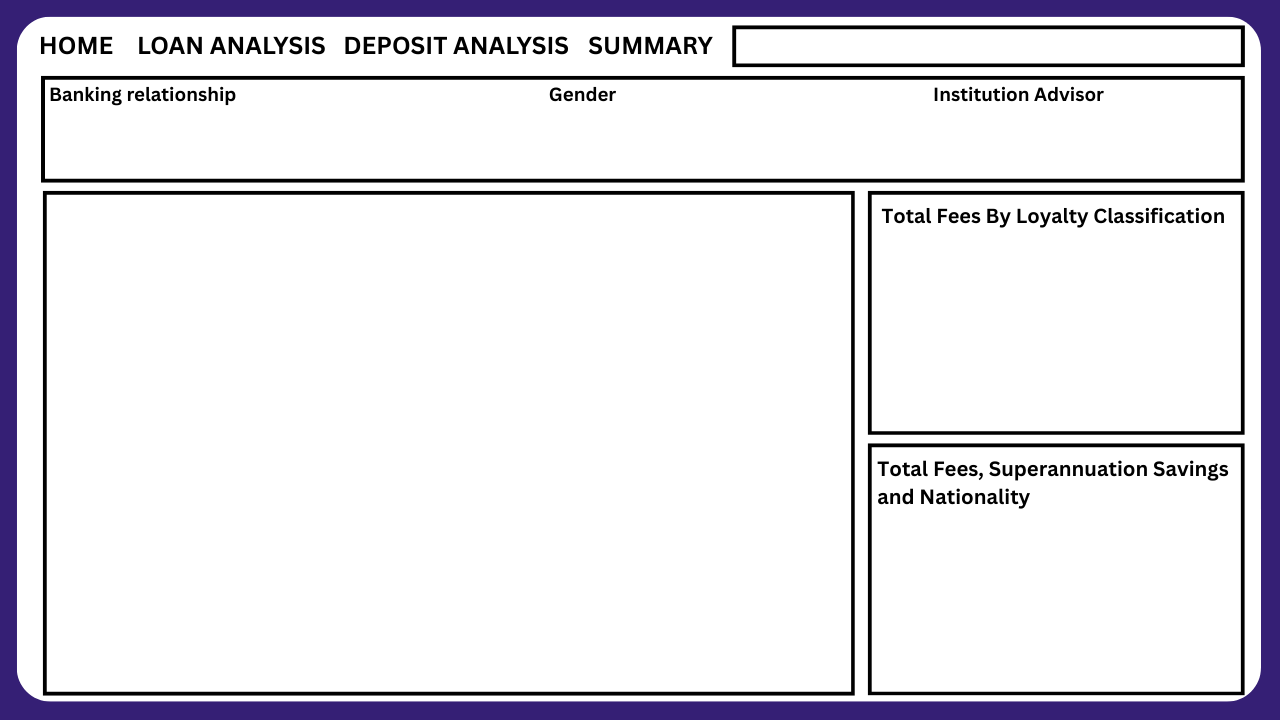 HOME LOAN ANALYSIS DEPOSIT ANALYSIS SUMMARY
Banking relationship Gender Institution Advisor
Total Fees By Loyalty Classification
Total Fees, Superannuation Savings
and Nationality